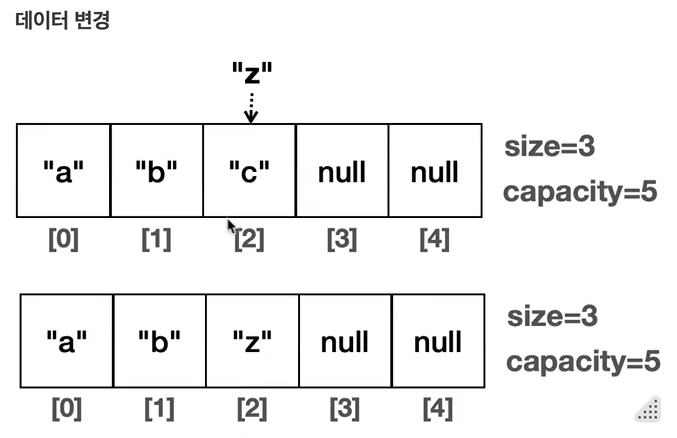 데이터 변경
"z"
"a" "b" "c" null null
size=3
capacity=5
[0] [1] [2] [3] [4]
"a" "b" "z" null null
size=3
capacity=5
[0] [1] [2] [3] [4]